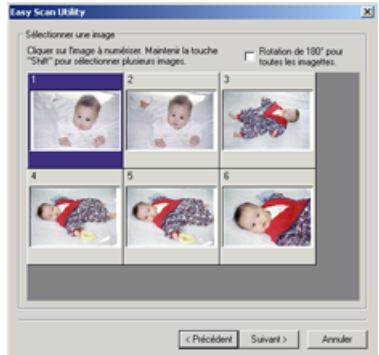 Easy Scan Utility
Sélectionner une image
Cliquer sur l'image à numériser. Maintenir la touche
"Shift" pour sélectionner plusieurs images.
Rotation de 180° pour
toutes les imagettes.
1
2
3
4
5
6
< Précédent
Suivant >
Annuler